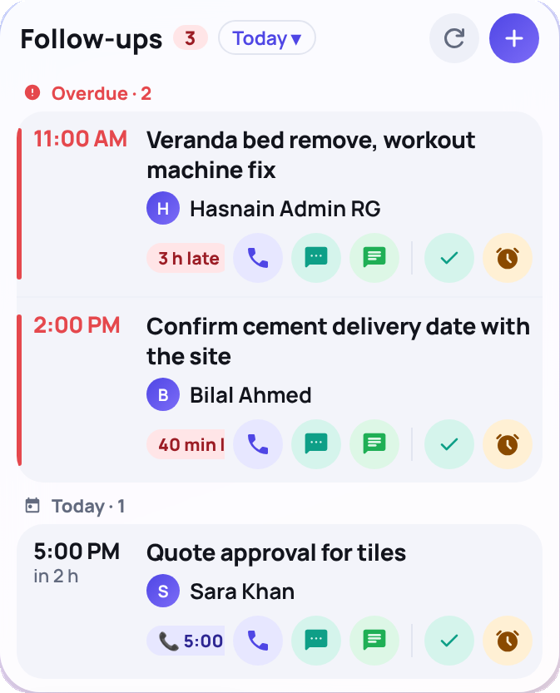 Follow-ups 3 Today ▾
Overdue · 2
11:00 AM Veranda bed remove, workout
machine fix
H Hasnain Admin RG
3 h late
2:00 PM Confirm cement delivery date with
the site
B Bilal Ahmed
40 min l
Today · 1
5:00 PM Quote approval for tiles
in 2 h
S Sara Khan
📞 5:00